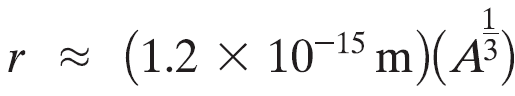 r ≈ (1.2 × 10⁻¹⁵ m)(A^{1/3})